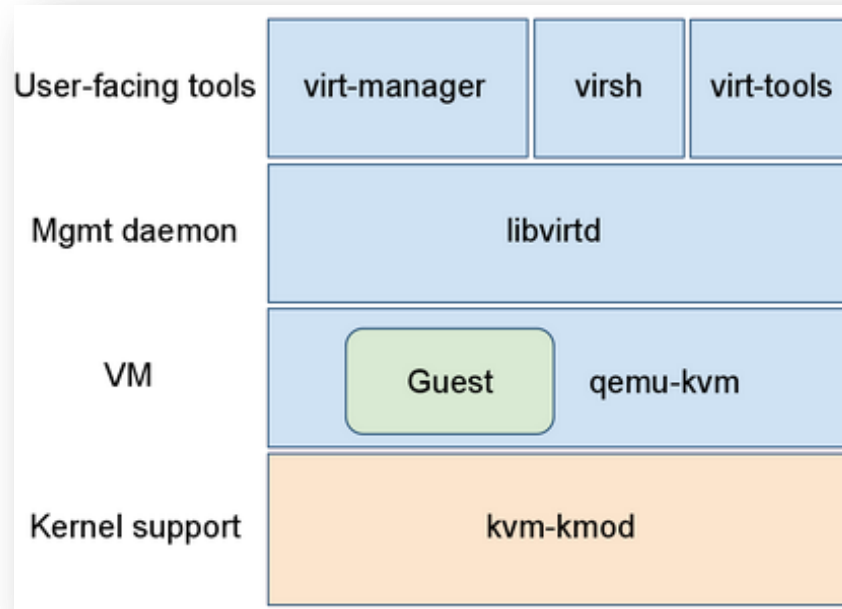 User-facing tools virt-manager virsh virt-tools
Mgmt daemon libvirtd
VM Guest qemu-kvm
Kernel support kvm-kmod